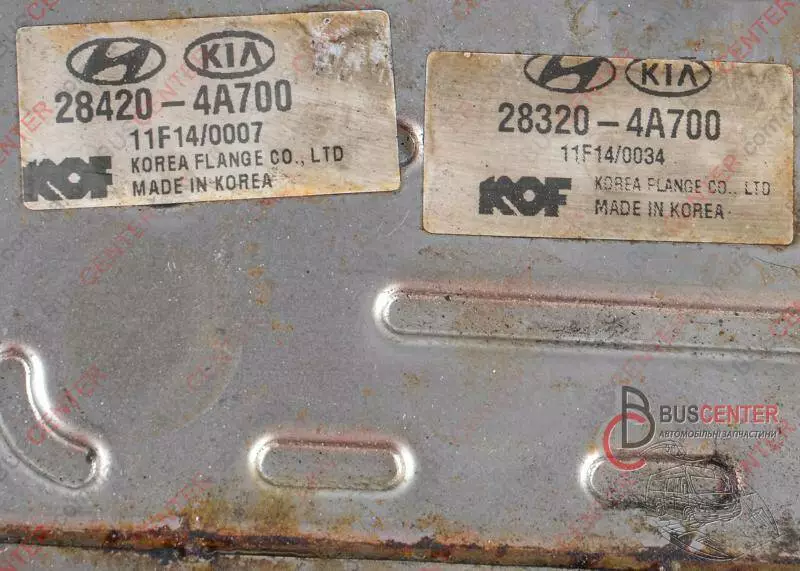 KIA
28420-4A700
11F14/0007
KOF KOREA FLANGE CO., LTD
MADE IN KOREA
KIA
28320-4A700
11F14/0034
KOF KOREA FLANGE CO., LTD
MADE IN KOREA
BUSCENTER
АВТОМОБІЛЬНІ ЗАПЧАСТИНИ